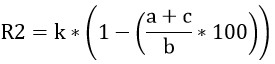 R2 = k * (1 − ((a + c)/b * 100))